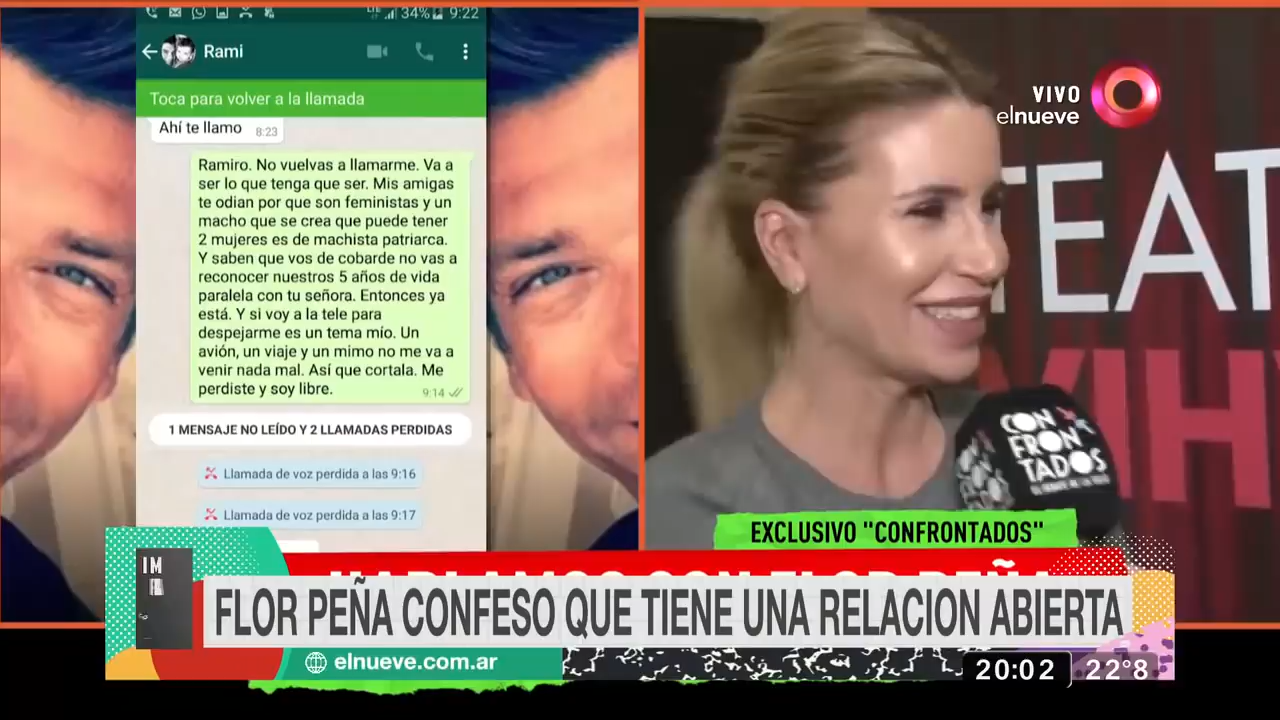 34% 9:22
Rami
Toca para volver a la llamada
Ahí te llamo 8:23
Ramiro. No vuelvas a llamarme. Va a
ser lo que tenga que ser. Mis amigas
te odian por que son feministas y un
macho que se crea que puede tener
2 mujeres es de machista patriarca.
Y saben que vos de cobarde no vas a
reconocer nuestros 5 años de vida
paralela con tu señora. Entonces ya
está. Y si voy a la tele para
despejarme es un tema mío. Un
avión, un viaje y un mimo no me va a
venir nada mal. Así que cortala. Me
perdiste y soy libre.
9:14
1 MENSAJE NO LEÍDO Y 2 LLAMADAS PERDIDAS
Llamada de voz perdida a las 9:16
Llamada de voz perdida a las 9:17
VIVO
elnueve
TEAT
CON
FRON
TADOS
EXCLUSIVO "CONFRONTADOS"
IM
FLOR PEÑA CONFESO QUE TIENE UNA RELACION ABIERTA
elnueve.com.ar
20:02 22°8